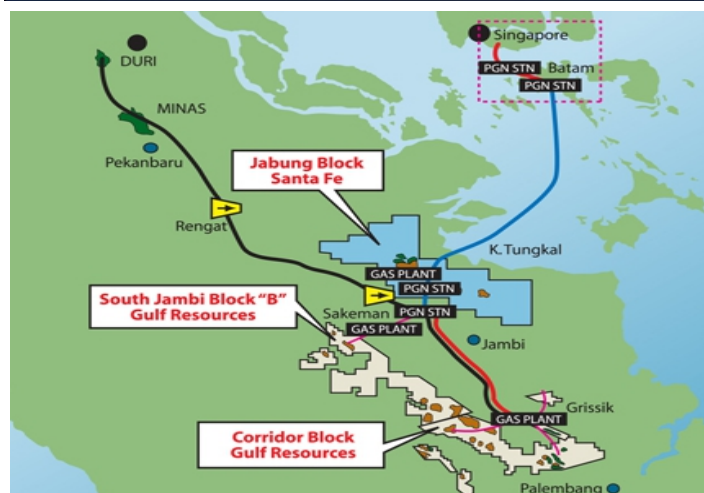 Singapore
DURI
PGN STN
Batam
PGN STN
MINAS
Pekanbaru
Jabung Block
Santa Fe
Rengat
K.Tungkal
GAS PLANT
PGN STN
South Jambi Block "B"
Gulf Resources
Sakeman
PGN STN
GAS PLANT
Jambi
Grissik
GAS PLANT
Corridor Block
Gulf Resources
Palembang